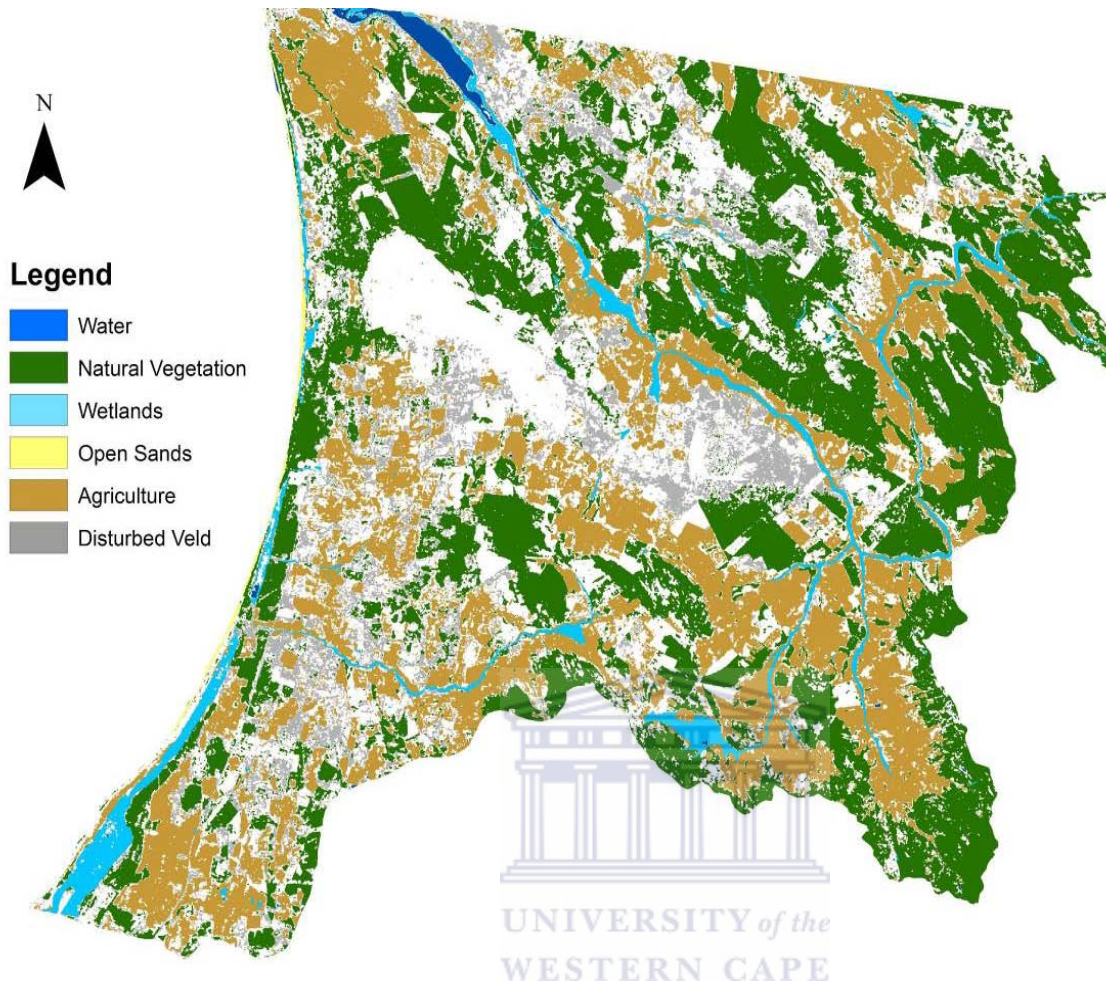 N
Legend
Water
Natural Vegetation
Wetlands
Open Sands
Agriculture
Disturbed Veld
UNIVERSITY of the
WESTERN CAPE